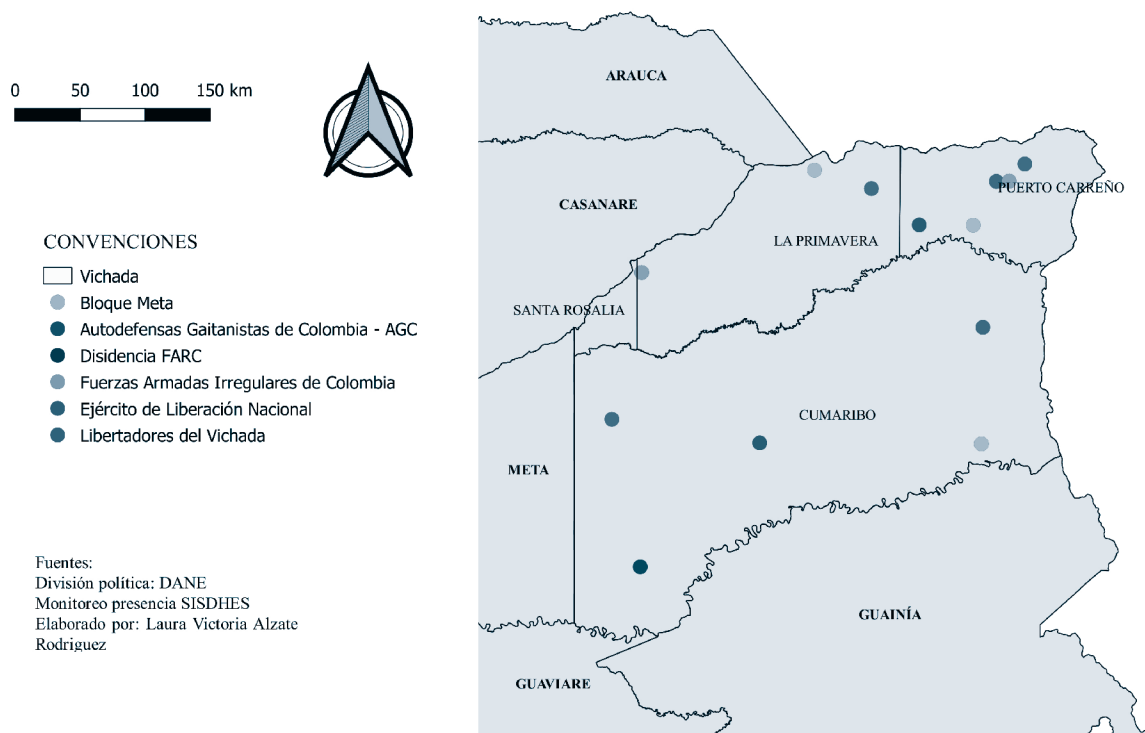 0 50 100 150 km
ARAUCA
CASANARE
PUERTO CARREÑO
LA PRIMAVERA
SANTA ROSALIA
CUMARIBO
META
GUAINÍA
GUAVIARE
CONVENCIONES
Vichada
Bloque Meta
Autodefensas Gaitanistas de Colombia - AGC
Disidencia FARC
Fuerzas Armadas Irregulares de Colombia
Ejército de Liberación Nacional
Libertadores del Vichada
Fuentes:
División política: DANE
Monitoreo presencia SISDHES
Elaborado por: Laura Victoria Alzate
Rodriguez